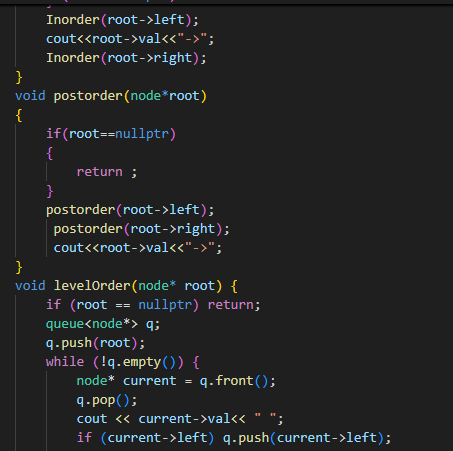 Inorder(root->left);
cout<<root->val<<"->";
Inorder(root->right);
}
void postorder(node*root)
{
if(root==nullptr)
{
return ;
}
postorder(root->left);
postorder(root->right);
cout<<root->val<<"->";
}
void levelOrder(node* root) {
if (root == nullptr) return;
queue<node*> q;
q.push(root);
while (!q.empty()) {
node* current = q.front();
q.pop();
cout << current->val<< " ";
if (current->left) q.push(current->left);